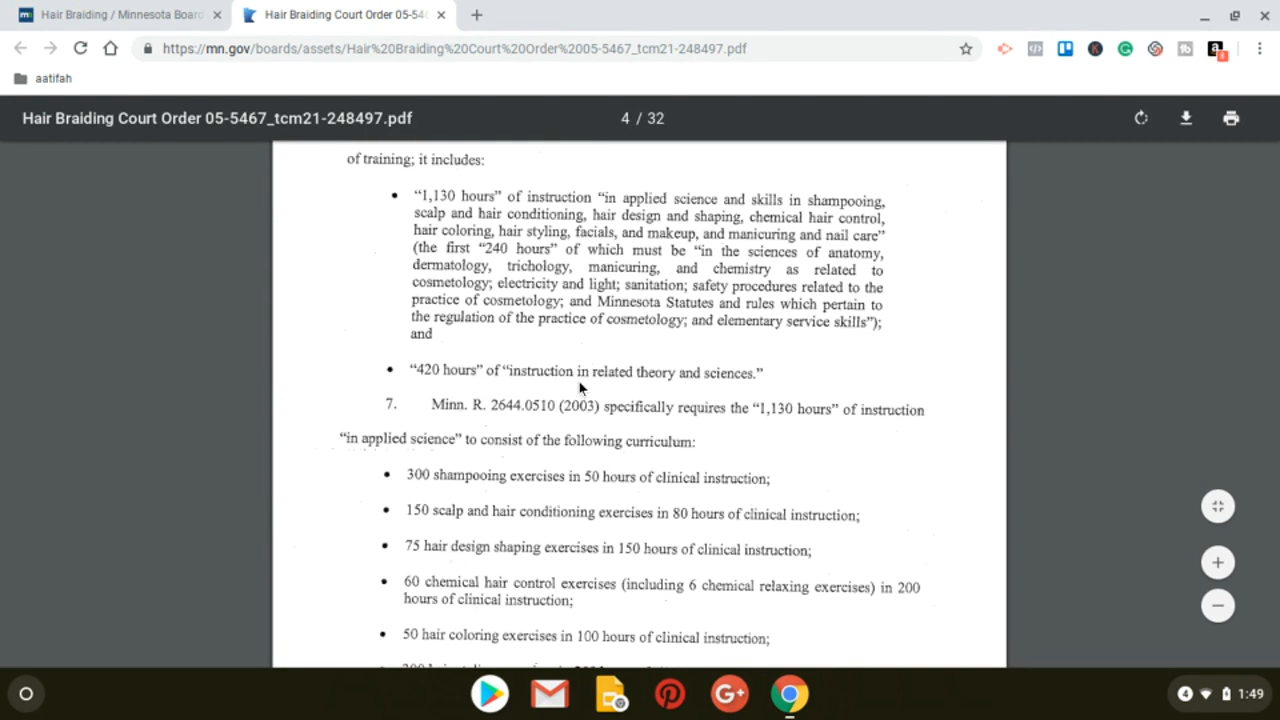 Hair Braiding / Minnesota Board
Hair Braiding Court Order 05-54
https://mn.gov/boards/assets/Hair%20Braiding%20Court%20Order%2005-5467_tcm21-248497.pdf
aatifah
Hair Braiding Court Order 05-5467_tcm21-248497.pdf
4 / 32
of training; it includes:
• “1,130 hours” of instruction “in applied science and skills in shampooing,
scalp and hair conditioning, hair design and shaping, chemical hair control,
hair coloring, hair styling, facials, and makeup, and manicuring and nail care”
(the first “240 hours” of which must be “in the sciences of anatomy,
dermatology, trichology, manicuring, and chemistry as related to
cosmetology; electricity and light; sanitation; safety procedures related to the
practice of cosmetology; and Minnesota Statutes and rules which pertain to
the regulation of the practice of cosmetology; and elementary service skills”);
and
• “420 hours” of “instruction in related theory and sciences.”
7. Minn. R. 2644.0510 (2003) specifically requires the “1,130 hours” of instruction
“in applied science” to consist of the following curriculum:
• 300 shampooing exercises in 50 hours of clinical instruction;
• 150 scalp and hair conditioning exercises in 80 hours of clinical instruction;
• 75 hair design shaping exercises in 150 hours of clinical instruction;
• 60 chemical hair control exercises (including 6 chemical relaxing exercises) in 200
hours of clinical instruction;
• 50 hair coloring exercises in 100 hours of clinical instruction;
4 1:49